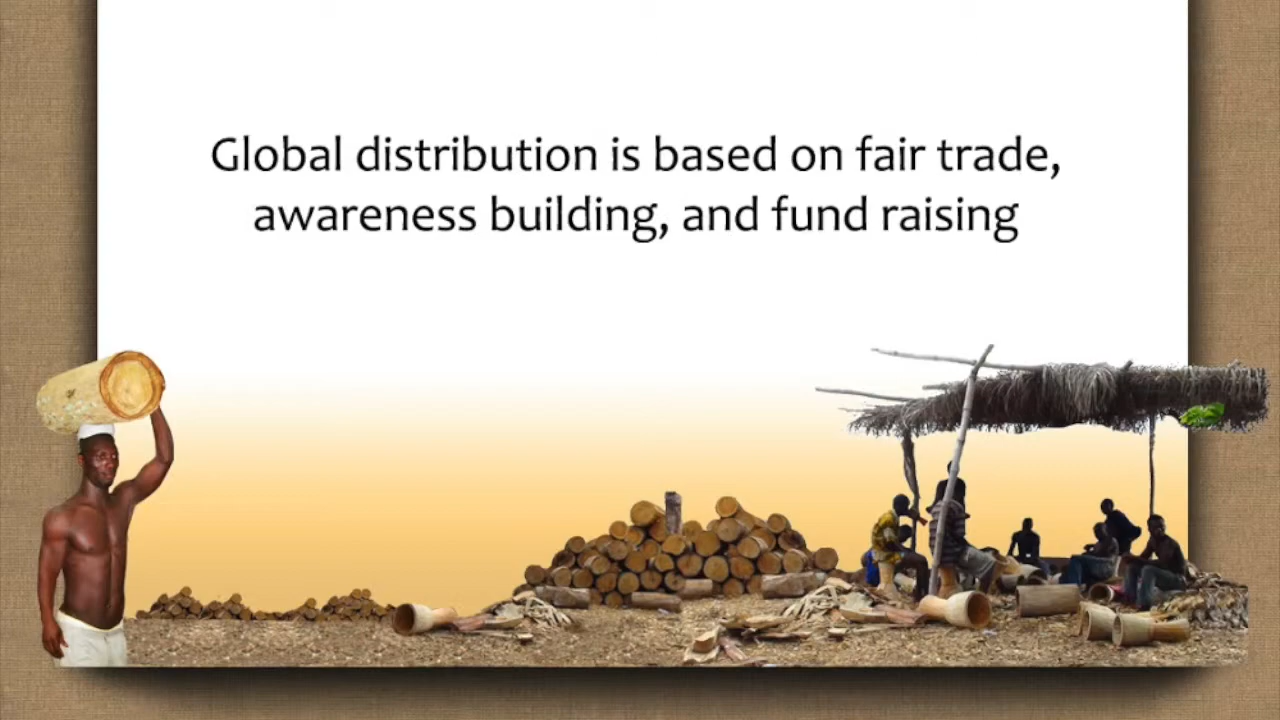 Global distribution is based on fair trade,
awareness building, and fund raising